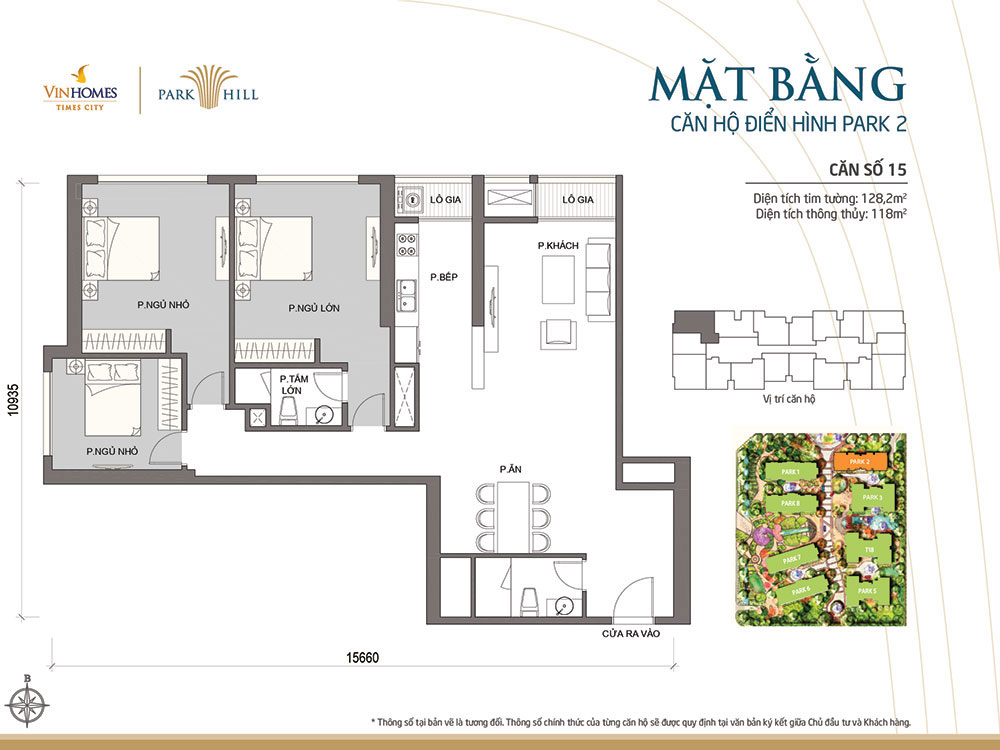 VINHOMES
TIMES CITY
PARK HILL
MẶT BẰNG
CĂN HỘ ĐIỂN HÌNH PARK 2
CĂN SỐ 15
Diện tích tim tường: 128,2m²
Diện tích thông thủy: 118m²
LÔ GIA
LÔ GIA
P.KHÁCH
P.BẾP
P.NGỦ NHỎ
P.NGỦ LỚN
P.TẮM
LỚN
P.NGỦ NHỎ
P.ĂN
CỬA RA VÀO
10935
15660
Vị trí căn hộ
PARK 1
PARK 2
PARK 8
PARK 3
PARK 7
T18
PARK 6
PARK 5
B
* Thông số tại bản vẽ là tương đối. Thông số chính thức của từng căn hộ sẽ được quy định tại văn bản ký kết giữa Chủ đầu tư và Khách hàng.